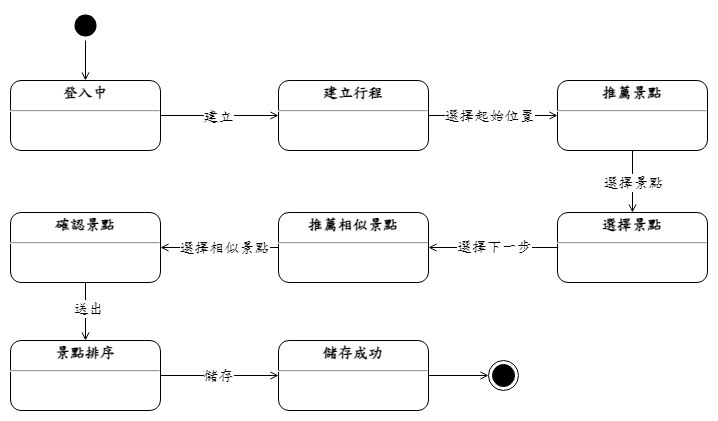 登入中
建立
建立行程
選擇起始位置
推薦景點
選擇景點
選擇景點
選擇下一步
推薦相似景點
選擇相似景點
確認景點
送出
景點排序
儲存
儲存成功